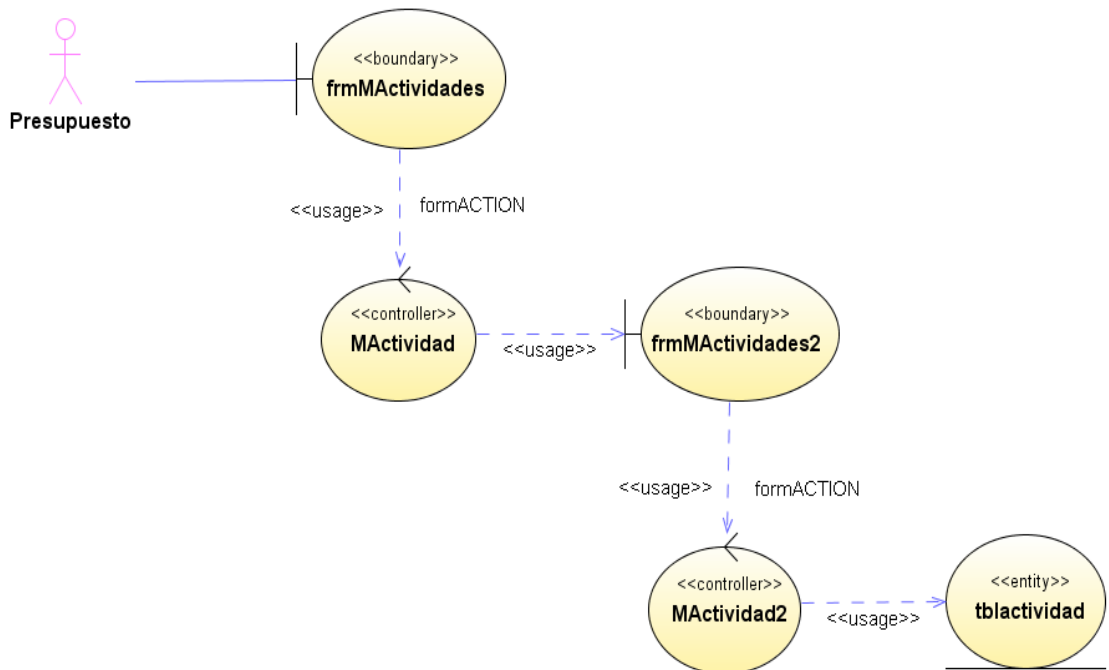 <<boundary>>
frmMActividades
Presupuesto
<<usage>>
formACTION
<<controller>>
MActividad
<<usage>>
<<boundary>>
frmMActividades2
<<usage>>
formACTION
<<controller>>
MActividad2
<<usage>>
<<entity>>
tblactividad